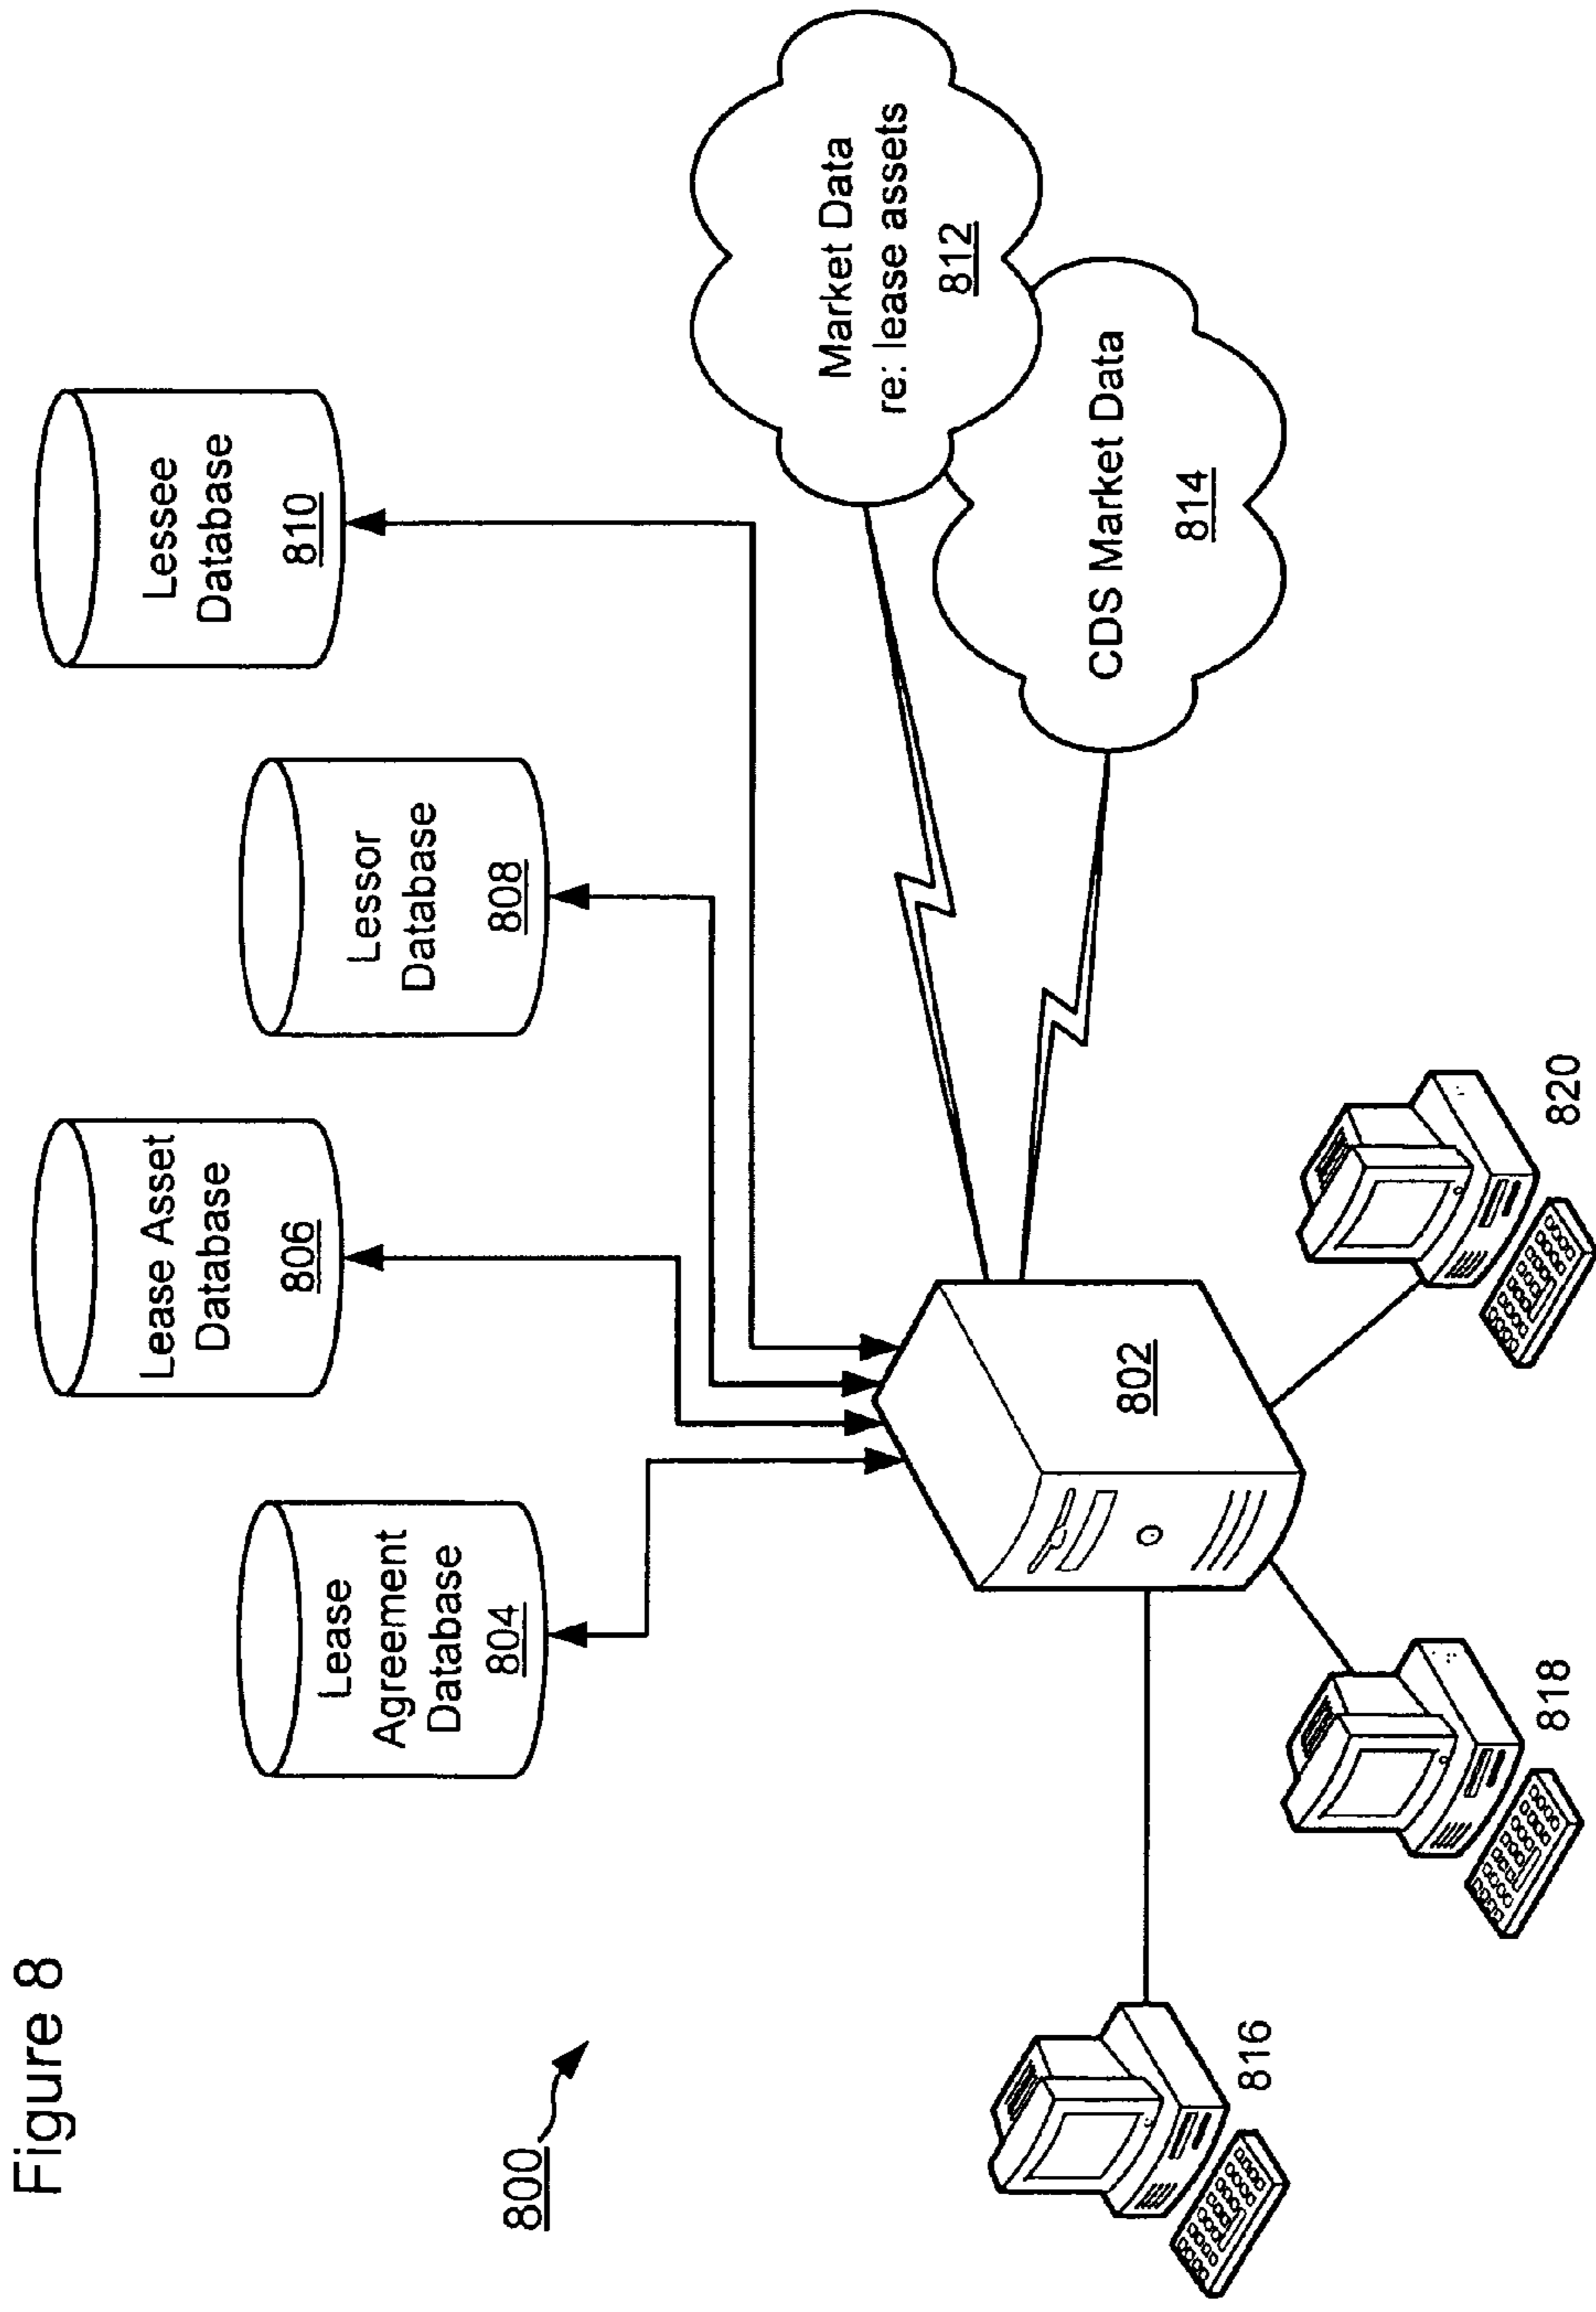 Figure 8
800
Lease
Agreement
Database
804
Lease Asset
Database
806
Lessor
Database
808
Lessee
Database
810
Market Data
re: lease assets
812
CDS Market Data
814
802
816
818
820